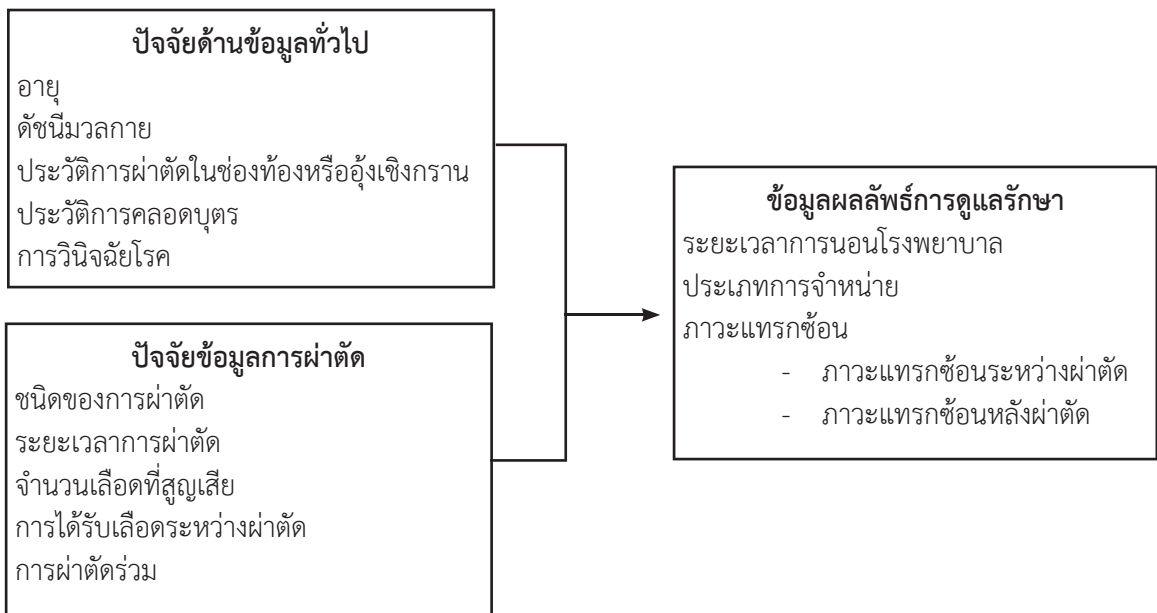 ปัจจัยด้านข้อมูลทั่วไป
อายุ
ดัชนีมวลกาย
ประวัติการผ่าตัดในช่องท้องหรืออุ้งเชิงกราน
ประวัติการคลอดบุตร
การวินิจฉัยโรค
ปัจจัยข้อมูลการผ่าตัด
ชนิดของการผ่าตัด
ระยะเวลาการผ่าตัด
จำนวนเลือดที่สูญเสีย
การได้รับเลือดระหว่างผ่าตัด
การผ่าตัดร่วม
ข้อมูลผลลัพธ์การดูแลรักษา
ระยะเวลาการนอนโรงพยาบาล
ประเภทการจำหน่าย
ภาวะแทรกซ้อน
- ภาวะแทรกซ้อนระหว่างผ่าตัด
- ภาวะแทรกซ้อนหลังผ่าตัด